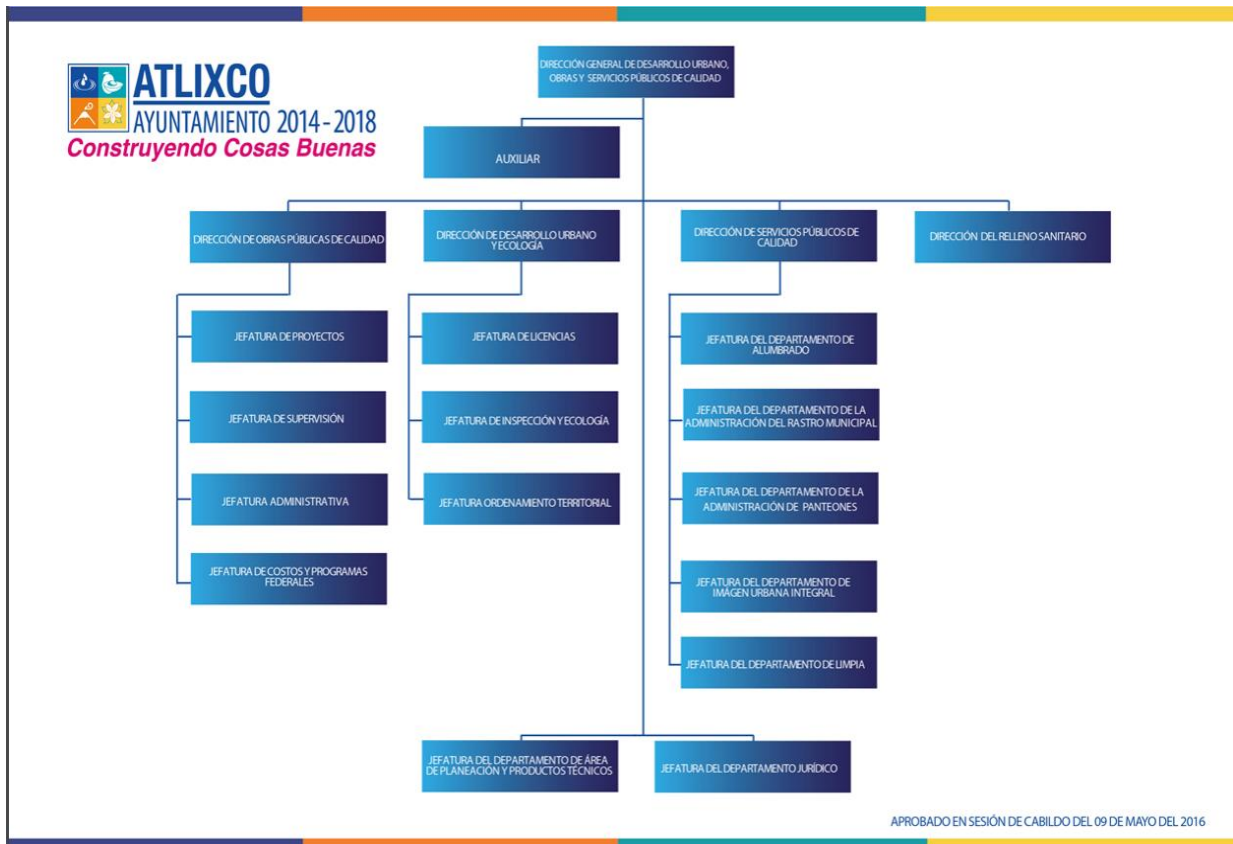 ATLIXCO
AYUNTAMIENTO 2014-2018
Construyendo Cosas Buenas
DIRECCIÓN GENERAL DE DESARROLLO URBANO,
OBRAS Y SERVICIOS PÚBLICOS DE CALIDAD
AUXILIAR
DIRECCIÓN DE OBRAS PÚBLICAS DE CALIDAD
DIRECCIÓN DE DESARROLLO URBANO
Y ECOLOGÍA
DIRECCIÓN DE SERVICIOS PÚBLICOS DE
CALIDAD
DIRECCIÓN DEL RELLENO SANITARIO
JEFATURA DE PROYECTOS
JEFATURA DE SUPERVISIÓN
JEFATURA ADMINISTRATIVA
JEFATURA DE COSTOS Y PROGRAMAS
FEDERALES
JEFATURA DE LICENCIAS
JEFATURA DE INSPECCIÓN Y ECOLOGÍA
JEFATURA ORDENAMIENTO TERRITORIAL
JEFATURA DEL DEPARTAMENTO DE
ALUMBRADO
JEFATURA DEL DEPARTAMENTO DE LA
ADMINISTRACIÓN DEL RASTRO MUNICIPAL
JEFATURA DEL DEPARTAMENTO DE LA
ADMINISTRACIÓN DE PANTEONES
JEFATURA DEL DEPARTAMENTO DE
IMÁGEN URBANA INTEGRAL
JEFATURA DEL DEPARTAMENTO DE LIMPIA
JEFATURA DEL DEPARTAMENTO DE ÁREA
DE PLANEACIÓN Y PRODUCTOS TÉCNICOS
JEFATURA DEL DEPARTAMENTO JURÍDICO
APROBADO EN SESIÓN DE CABILDO DEL 09 DE MAYO DEL 2016